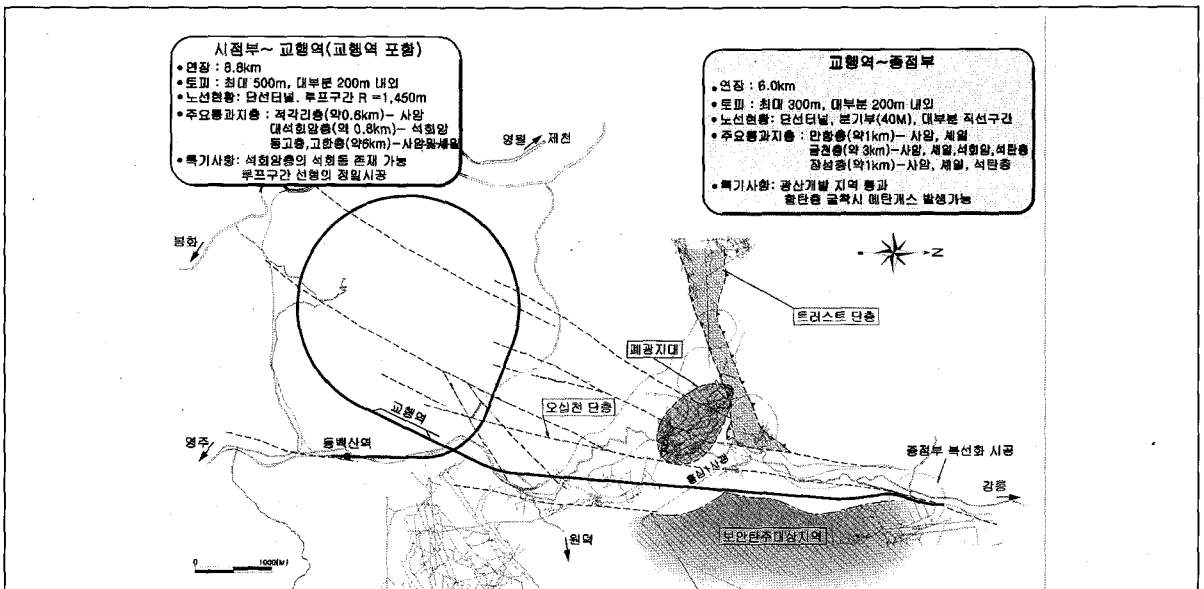 시점부~ 교행역(교행역 포함)
• 연장 : 8.8km
• 토피 : 최대 500m, 대부분 200m 내외
• 노선현황 : 단선터널. 루프구간 R =1,450m
• 주요통과지층 : 적각리층(약0.6km)- 사암
대석회암층(약 0.8km)- 석회암
동고층,고한층(약6km)-사암및셰일
• 특기사항: 석회암층의 석회동 존재 가능
루프구간 선형의 정밀시공
교행역~종점부
• 연장 : 6.0km
• 토피 : 최대 300m, 대부분 200m 내외
• 노선현황: 단선터널, 분기부(40M), 대부분 직선구간
• 주요통과지층 : 만항층(약1km)- 사암, 셰일
금천층(약 3km)-사암, 셰일,석회암,석탄층
장성층(약1km)-사암, 셰일, 석탄층
• 특기사항: 광산개발 지역 통과
함탄층 굴착시 메탄개스 발생가능
영월
제천
봉화
N
트러스트 단층
폐광지대
오십천 단층
교행역
영주
동백산역
종점부 복선화 시공
강릉
원덕
보안탄주대상지역
0 1000(M)